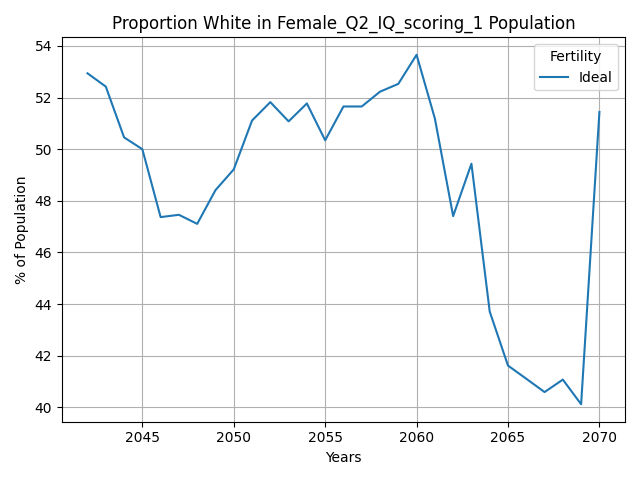 Proportion White in Female_Q2_IQ_scoring_1 Population
Fertility
Ideal
% of Population
54
52
50
48
46
44
42
40
2045 2050 2055 2060 2065 2070
Years